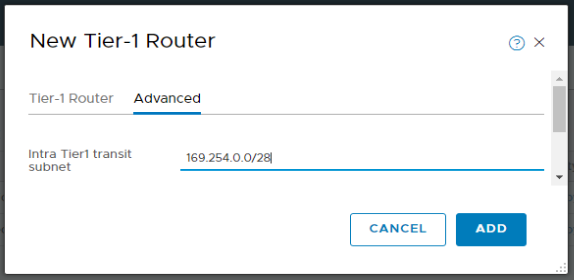 New Tier-1 Router
Tier-1 Router Advanced
Intra Tier1 transit
subnet
169.254.0.0/28
CANCEL ADD